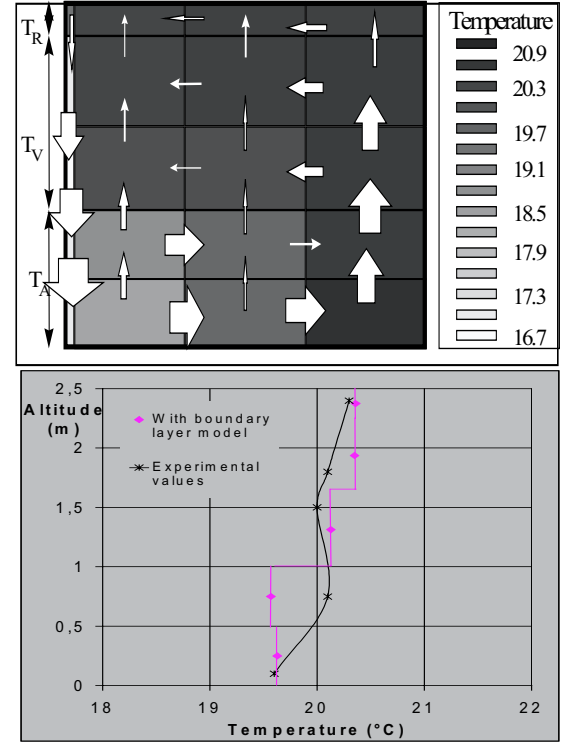 T_R
T_V
T_A
Temperature
20.9
20.3
19.7
19.1
18.5
17.9
17.3
16.7
Altitude
(m)
With boundary
layer model
Experimental
values
2,5
2
1,5
1
0,5
0
18
19
20
21
22
Temperature (°C)